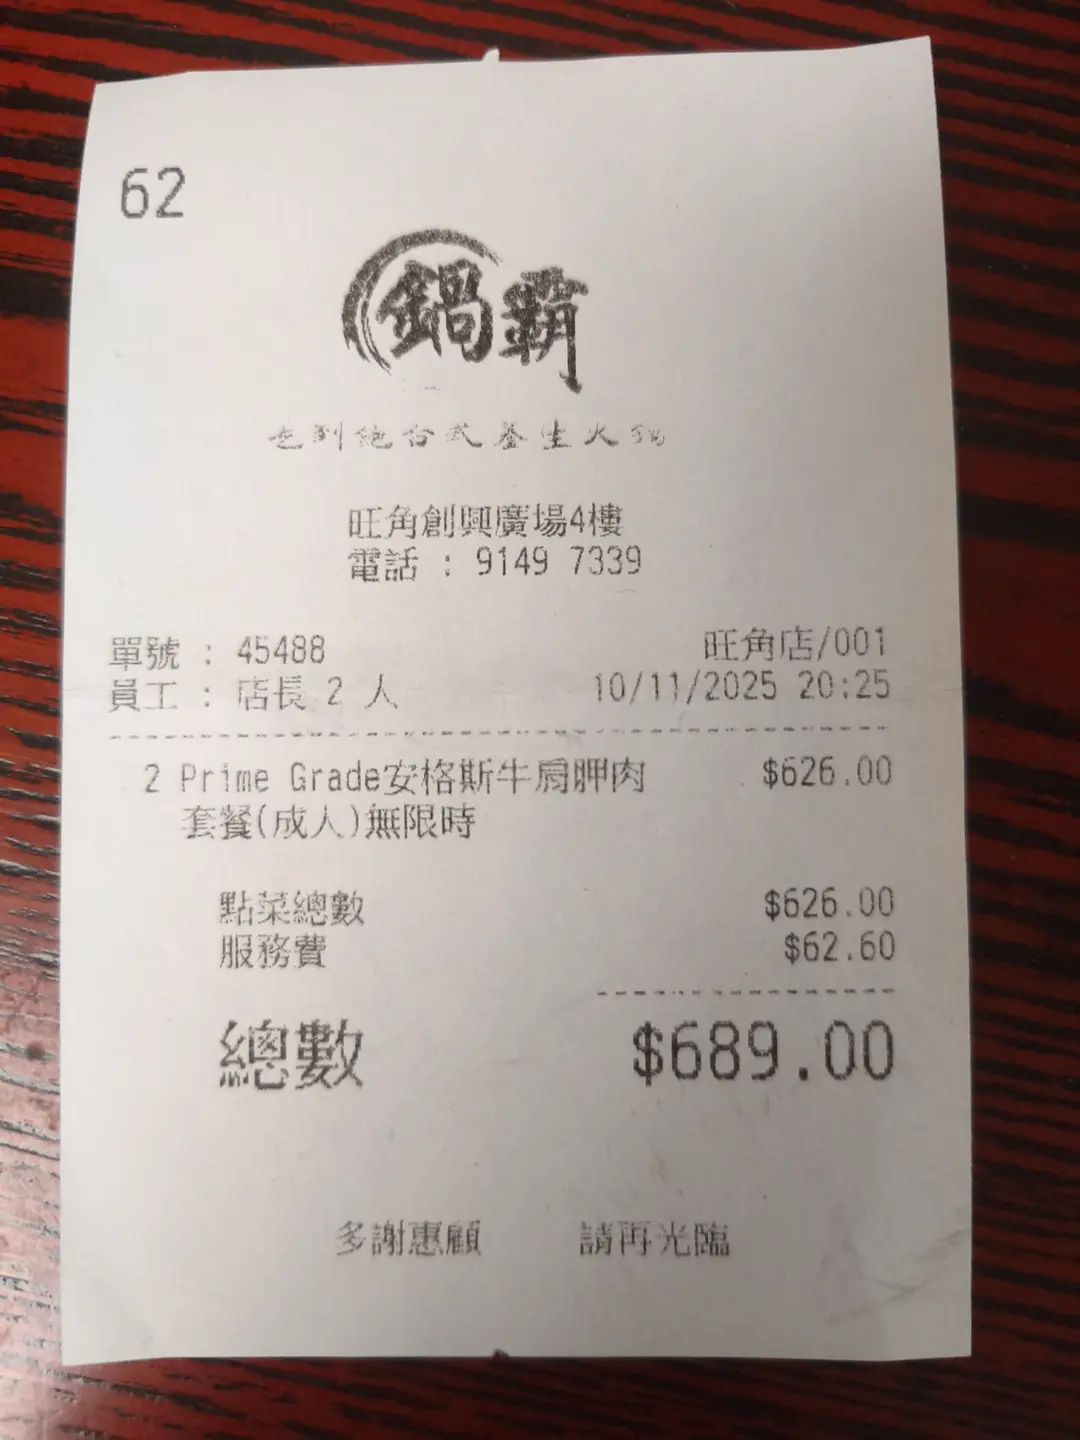 62
鍋霸
任到飽台式養生火鍋
旺角創興廣場4樓
電話 : 9149 7339
單號 : 45488 旺角店/001
員工 : 店長 2 人 10/11/2025 20:25
2 Prime Grade安格斯牛肩胛肉 $626.00
套餐(成人)無限時
點菜總數 $626.00
服務費 $62.60
總數 $689.00
多謝惠顧 請再光臨